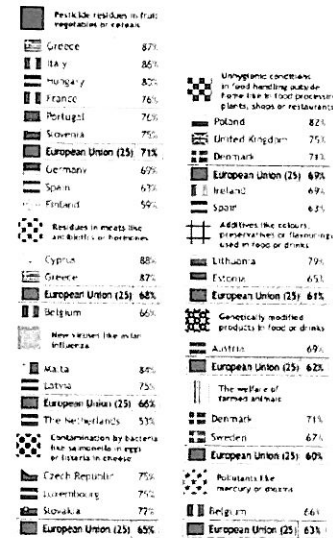 Pesticide residues in fruit,
vegetables or cereals
Greece 87%
Italy 86%
Hungary 80%
France 76%
Portugal 76%
Slovenia 75%
European Union (25) 71%
Germany 69%
Spain 63%
Finland 59%
Residues in meats like
antibiotics or hormones
Cyprus 88%
Greece 87%
European Union (25) 68%
Belgium 66%
New viruses like avian
influenza
Malta 84%
Latvia 75%
European Union (25) 66%
The Netherlands 53%
Contamination by bacteria
like salmonella in eggs
or listeria in cheese
Czech Republic 75%
Luxembourg 75%
Slovakia 72%
European Union (25) 65%
Unhygienic conditions
in food handling outside
home like in food processing
plants, shops or restaurants
Poland 82%
United Kingdom 75%
Denmark 71%
European Union (25) 69%
Ireland 69%
Spain 63%
Additives like colours,
preservatives or flavourings
used in food or drinks
Lithuania 79%
Estonia 65%
European Union (25) 61%
Genetically modified
products in food or drinks
Austria 69%
European Union (25) 62%
The welfare of
farmed animals
Denmark 71%
Sweden 67%
European Union (25) 60%
Pollutants like
mercury or dioxins
Belgium 66%
European Union (25) 63%